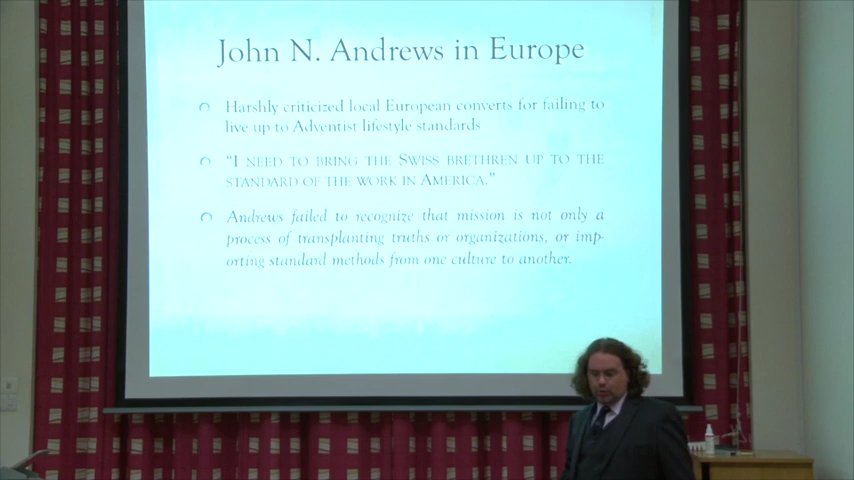 John N. Andrews in Europe
Harshly criticized local European converts for failing to
live up to Adventist lifestyle standards
“I NEED TO BRING THE SWISS BRETHREN UP TO THE
STANDARD OF THE WORK IN AMERICA.”
Andrews failed to recognize that mission is not only a
process of transplanting truths or organizations, or imp-
orting standard methods from one culture to another.